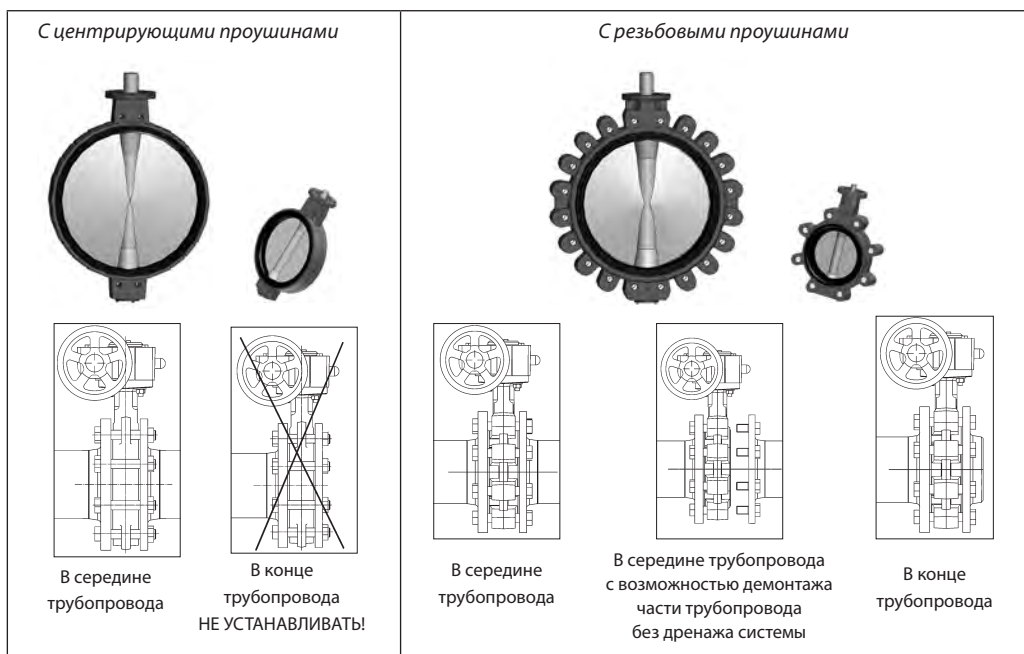 С центрирующими проушинами
С резьбовыми проушинами
В середине
трубопровода
В конце
трубопровода
НЕ УСТАНАВЛИВАТЬ!
В середине
трубопровода
В середине трубопровода
с возможностью демонтажа
части трубопровода
без дренажа системы
В конце
трубопровода